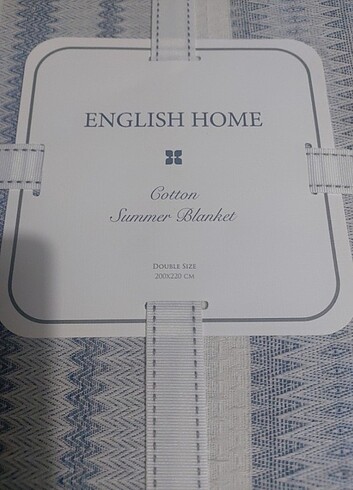 ENGLISH HOME
Cotton
Summer Blanket
DOUBLE SIZE
200X220 CM